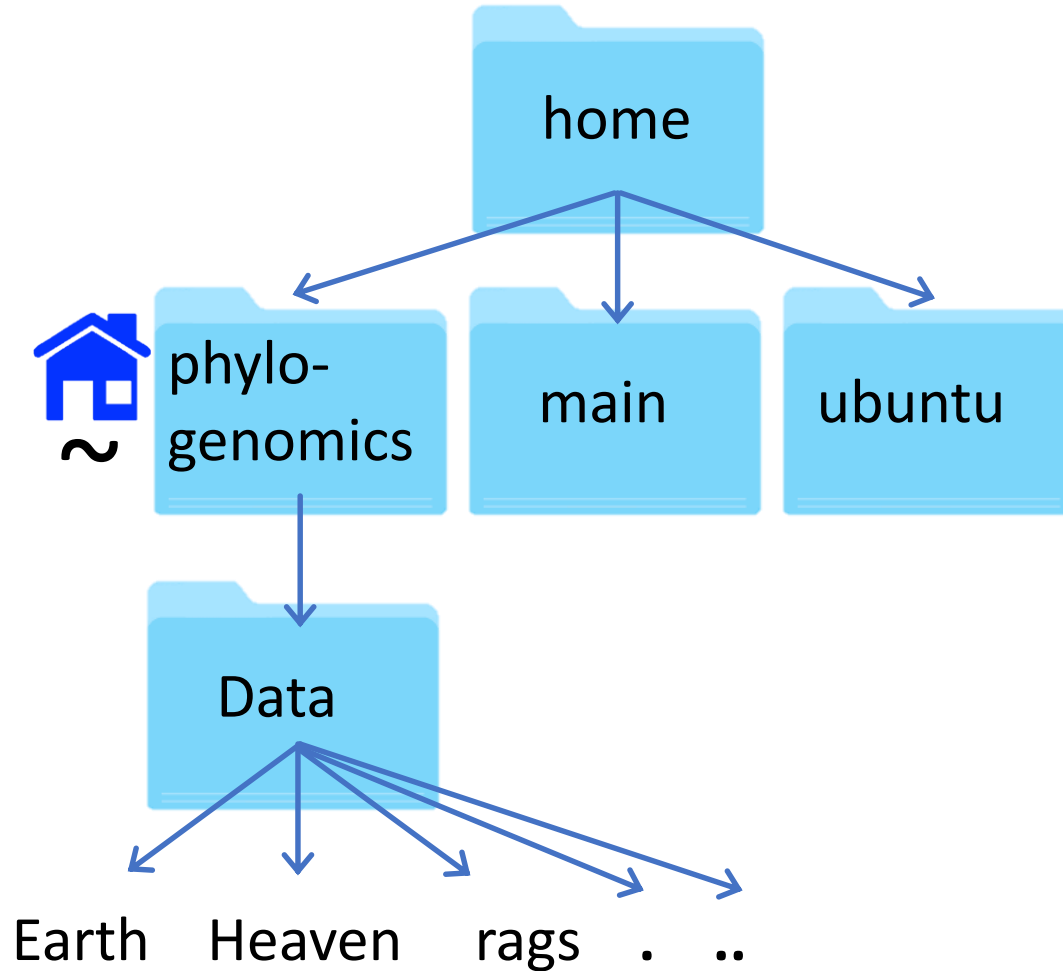 home
phylo-
genomics
main
ubuntu
~
Data
Earth Heaven rags . ..